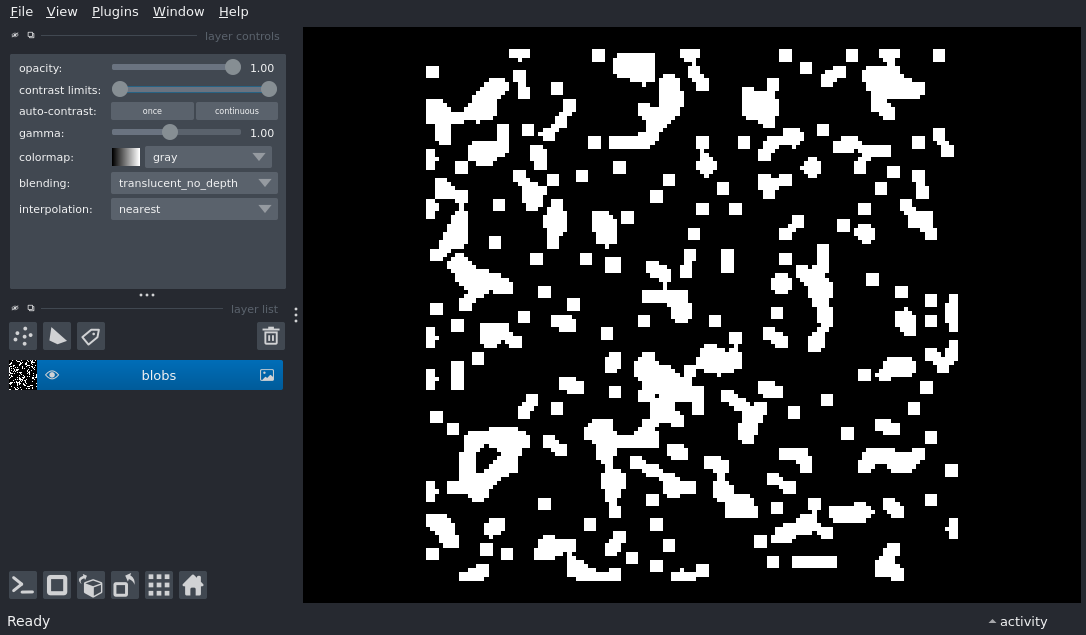 File View Plugins Window Help
layer controls
opacity: 1.00
contrast limits:
auto-contrast: once continuous
gamma: 1.00
colormap: gray
blending: translucent_no_depth
interpolation: nearest
layer list
blobs
Ready activity